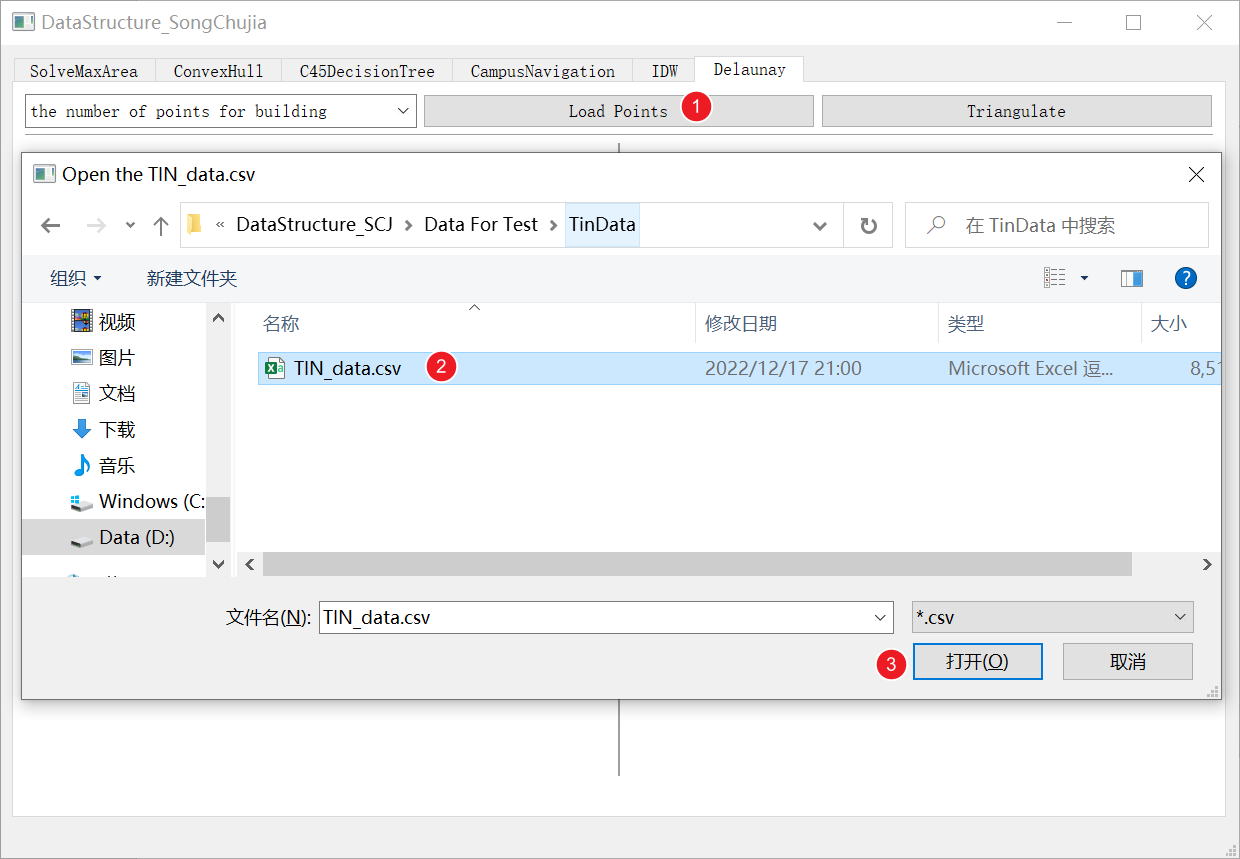 DataStructure_SongChujia
SolveMaxArea ConvexHull C45DecisionTree CampusNavigation IDW Delaunay
the number of points for building Load Points 1 Triangulate
Open the TIN_data.csv
« DataStructure_SCJ › Data For Test › TinData 在 TinData 中搜索
组织 新建文件夹 ?
名称 修改日期 类型 大小
视频
图片
TIN_data.csv 2 2022/12/17 21:00 Microsoft Excel 逗... 8,51
文档
下载
音乐
Windows (C:
Data (D:)
文件名(N): TIN_data.csv *.csv
3 打开(O) 取消